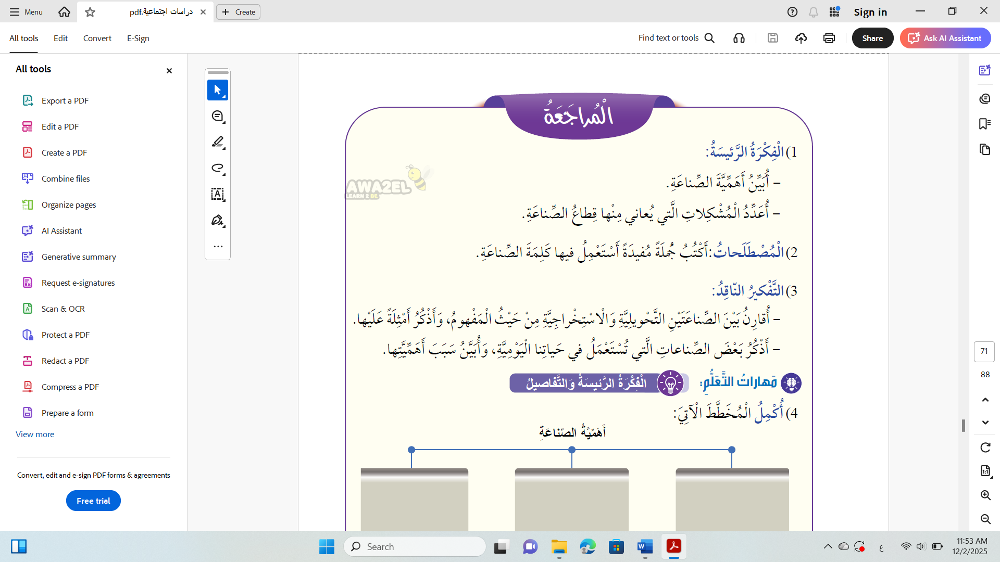 Menu
دراسات اجتماعية.pdf
Create
Sign in
All tools
Edit
Convert
E-Sign
Find text or tools
Share
Ask AI Assistant
All tools
Export a PDF
Edit a PDF
Create a PDF
Combine files
Organize pages
AI Assistant
Generative summary
Request e-signatures
Scan & OCR
Protect a PDF
Redact a PDF
Compress a PDF
Prepare a form
View more
Convert, edit and e-sign PDF forms & agreements
Free trial
الْمُراجَعَةُ
AWA2EL
LEARN 2 BE
1) الْفِكْرَةُ الرَّئيسَةُ:
– أُبَيِّنُ أَهَمِّيَّةَ الصِّناعَةِ.
– أُعَدِّدُ الْمُشْكِلاتِ الَّتي يُعاني مِنْها قِطاعُ الصِّناعَةِ.
2) الْمُصْطَلَحاتُ: أَكْتُبُ جُمْلَةً مُفيدَةً أَسْتَعْمِلُ فيها كَلِمَةَ الصِّناعَةِ.
3) التَّفْكيرُ النّاقِدُ:
– أُقارِنُ بَيْنَ الصِّناعَتَيْنِ التَّحْويلِيَّةِ وَالْاسْتِخْراجِيَّةِ مِنْ حَيْثُ الْمَفْهومُ، وَأَذْكُرُ أَمْثِلَةً عَلَيْها.
– أَذْكُرُ بَعْضَ الصِّناعاتِ الَّتي تُسْتَعْمَلُ في حَياتِنا الْيَوْمِيَّةِ، وَأُبَيَّنُ سَبَبَ أَهَمِّيَّتِها.
مَهاراتُ التَّعَلُّمِ: الْفِكْرَةُ الرَّئيسَةُ وَالتَّفاصيلُ
4) أُكْمِلُ الْمُخَطَّطَ الْآتِيَ:
أَهَمِّيَّةُ الصِّناعَةِ
71
88
1:1
Search
ع
11:53 AM
12/2/2025